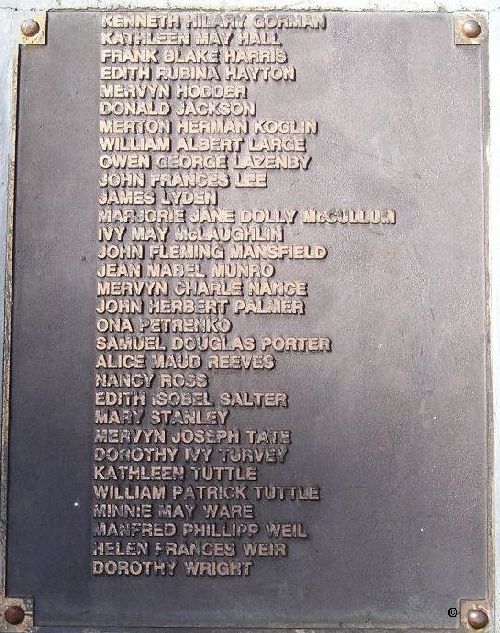 KENNETH HILARY GORMAN
KATHLEEN MAY HALL
FRANK BLAKE HARRIS
EDITH RUBINA HAYTON
MERVYN HODDER
DONALD JACKSON
MERTON HERMAN KOGLIN
WILLIAM ALBERT LARGE
OWEN GEORGE LAZENBY
JOHN FRANCES LEE
JAMES LYDEN
MARJORIE JANE DOLLY McCULLUM
IVY MAY McLAUGHLIN
JOHN FLEMING MANSFIELD
JEAN MABEL MUNRO
MERVYN CHARLE NANCE
JOHN HERBERT PALMER
ONA PETRENKO
SAMUEL DOUGLAS PORTER
ALICE MAUD REEVES
NANCY ROSS
EDITH ISOBEL SALTER
MARY STANLEY
MERVYN JOSEPH TATE
DOROTHY IVY TURVEY
KATHLEEN TUTTLE
WILLIAM PATRICK TUTTLE
MINNIE MAY WARE
MANFRED PHILLIPP WEIL
HELEN FRANCES WEIR
DOROTHY WRIGHT